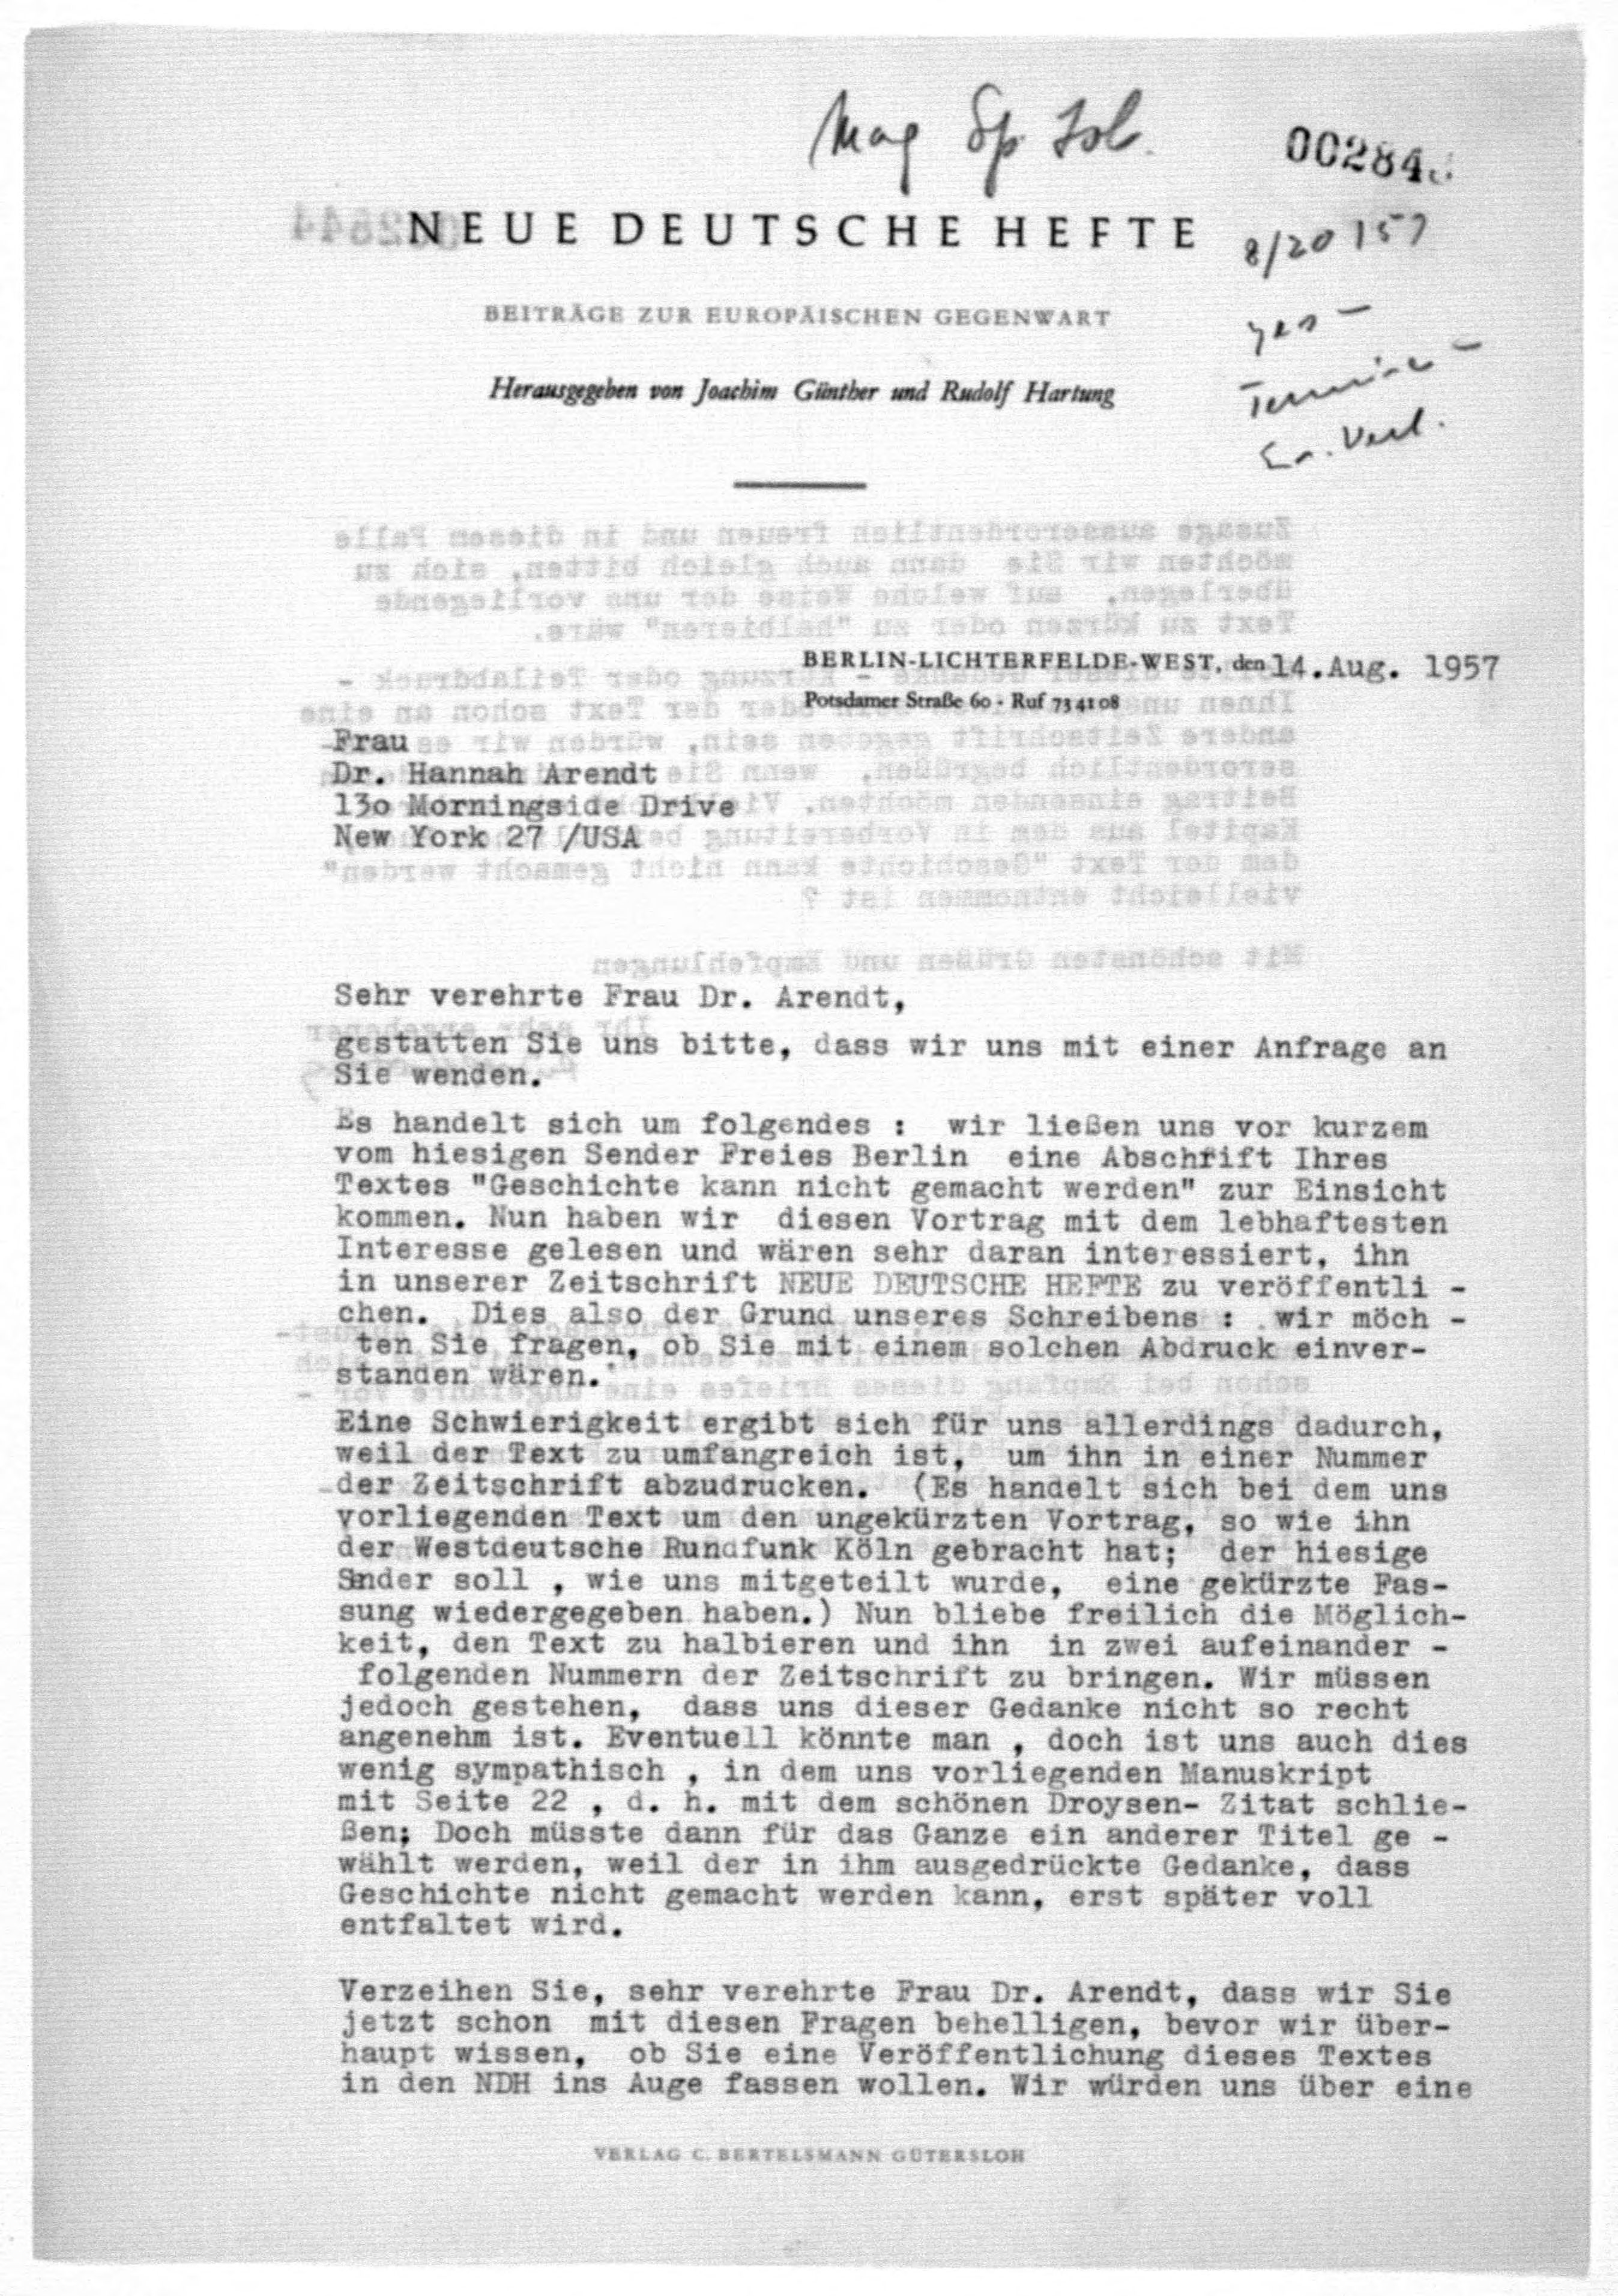 Mag Sp
00284
NEUE DEUTSCHE HEFTE
8/20 157
BEITRÄGE ZUR EUROPÄISCHEN GEGENWART
yes -
Herausgegeben von Joachim Günther und Rudolf Hartung
Termine -
Verl.
BERLIN-LICHTERFELDE-WEST, den 14.Aug. 1957
Potsdamer Straße 60 - Ruf 73 41 08
Frau
Dr. Hannah Arendt
13o Morningside Drive
New York 27 /USA
Sehr verehrte Frau Dr. Arendt,
gestatten Sie uns bitte, dass wir uns mit einer Anfrage an
Sie wenden.
Es handelt sich um folgendes : wir ließen uns vor kurzem
vom hiesigen Sender Freies Berlin eine Abschrift Ihres
Textes "Geschichte kann nicht gemacht werden" zur Einsicht
kommen. Nun haben wir diesen Vortrag mit dem lebhaftesten
Interesse gelesen und wären sehr daran interessiert, ihn
in unserer Zeitschrift NEUE DEUTSCHE HEFTE zu veröffentli -
chen. Dies also der Grund unseres Schreibens : wir möch -
ten Sie fragen, ob Sie mit einem solchen Abdruck einver-
standen wären.
Eine Schwierigkeit ergibt sich für uns allerdings dadurch,
weil der Text zu umfangreich ist, um ihn in einer Nummer
der Zeitschrift abzudrucken. (Es handelt sich bei dem uns
vorliegenden Text um den ungekürzten Vortrag, so wie ihn
der Westdeutsche Rundfunk Köln gebracht hat; der hiesige
Snder soll , wie uns mitgeteilt wurde, eine gekürzte Fas-
sung wiedergegeben haben.) Nun bliebe freilich die Möglich-
keit, den Text zu halbieren und ihn in zwei aufeinander -
folgenden Nummern der Zeitschrift zu bringen. Wir müssen
jedoch gestehen, dass uns dieser Gedanke nicht so recht
angenehm ist. Eventuell könnte man , doch ist uns auch dies
wenig sympathisch , in dem uns vorliegenden Manuskript
mit Seite 22 , d. h. mit dem schönen Droysen- Zitat schlie-
ßen; Doch müsste dann für das Ganze ein anderer Titel ge -
wählt werden, weil der in ihm ausgedrückte Gedanke, dass
Geschichte nicht gemacht werden kann, erst später voll
entfaltet wird.
Verzeihen Sie, sehr verehrte Frau Dr. Arendt, dass wir Sie
jetzt schon mit diesen Fragen behelligen, bevor wir über-
haupt wissen, ob Sie eine Veröffentlichung dieses Textes
in den NDH ins Auge fassen wollen. Wir würden uns über eine
VERLAG C. BERTELSMANN GÜTERSLOH